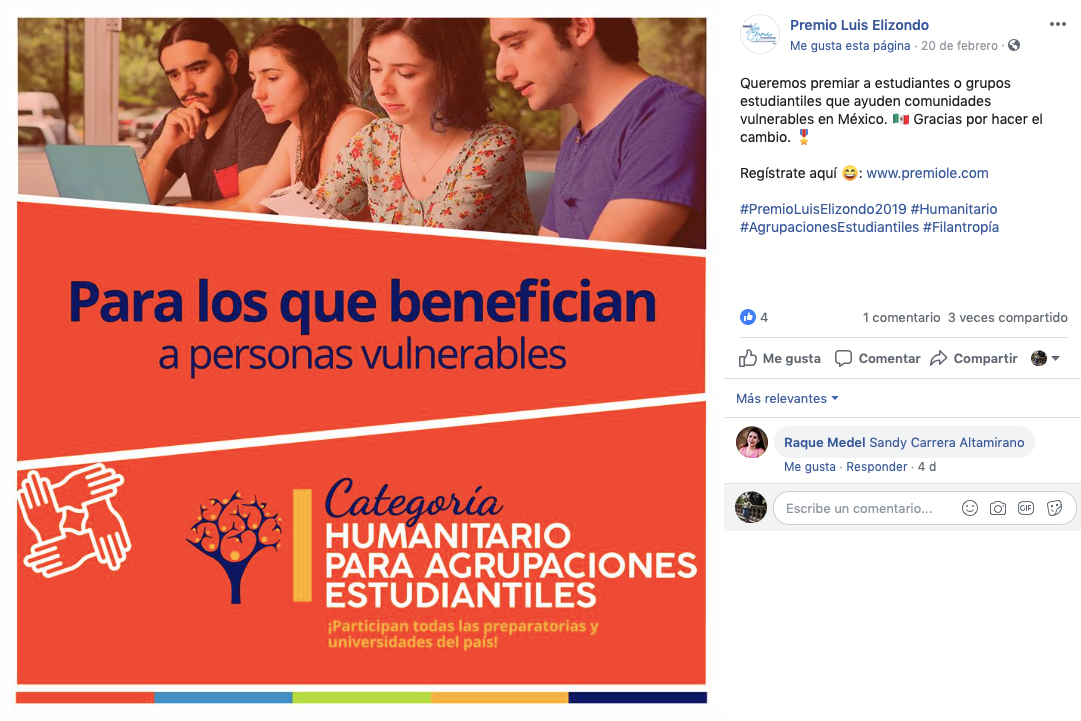 Para los que benefician
a personas vulnerables
Categoría
HUMANITARIO
PARA AGRUPACIONES
ESTUDIANTILES
¡Participan todas las preparatorias y
universidades del país!
Premio Luis Elizondo
Me gusta esta página · 20 de febrero ·
Queremos premiar a estudiantes o grupos
estudiantiles que ayuden comunidades
vulnerables en México. 🇲🇽 Gracias por hacer el
cambio. 🎖️
Regístrate aquí 😄: www.premiole.com
#PremioLuisElizondo2019 #Humanitario
#AgrupacionesEstudiantiles #Filantropía
4
1 comentario 3 veces compartido
Me gusta Comentar Compartir
Más relevantes
Raque Medel Sandy Carrera Altamirano
Me gusta · Responder · 4 d
Escribe un comentario...
GIF